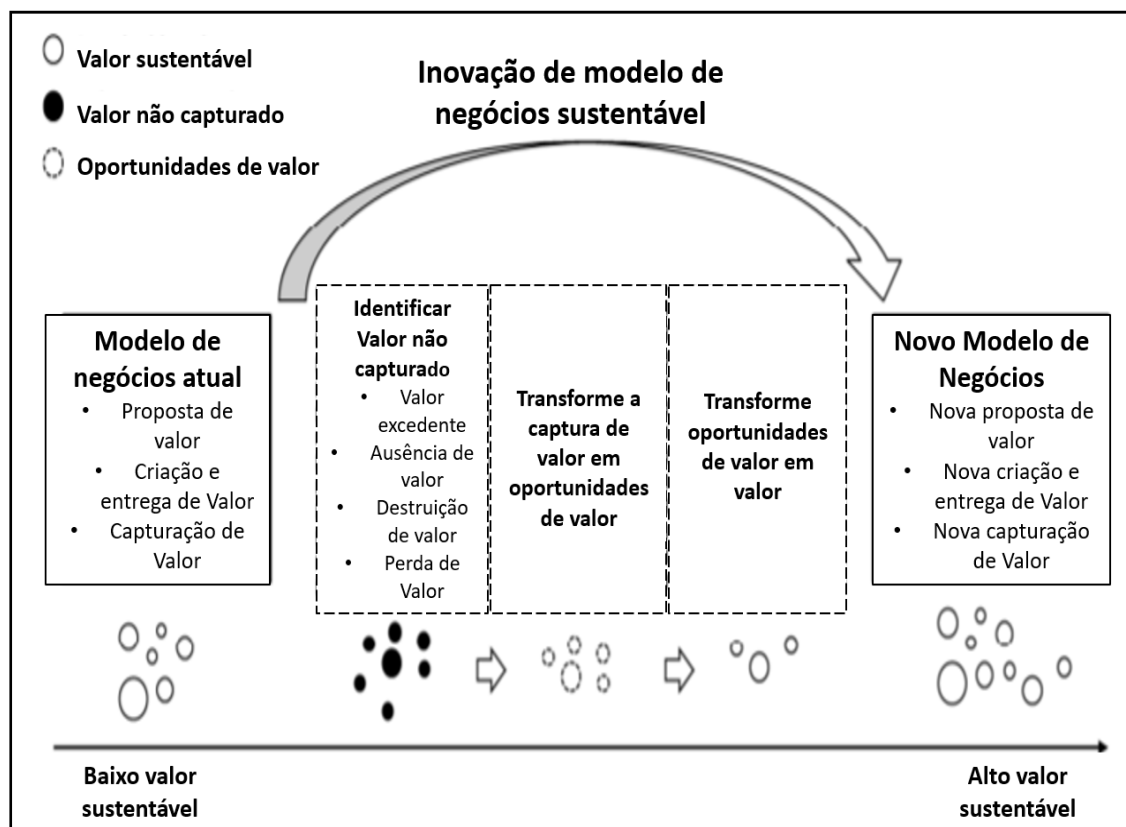 Valor sustentável
Valor não capturado
Oportunidades de valor
Inovação de modelo de
negócios sustentável
Modelo de
negócios atual
• Proposta de
valor
• Criação e
entrega de Valor
• Capturação de
Valor
Identificar
Valor não
capturado
• Valor
excedente
• Ausência de
valor
• Destruição de
valor
• Perda de
Valor
Transforme a
captura de
valor em
oportunidades
de valor
Transforme
oportunidades
de valor em
valor
Novo Modelo de
Negócios
• Nova proposta de
valor
• Nova criação e
entrega de Valor
• Nova capturação
de Valor
Baixo valor
sustentável
Alto valor
sustentável